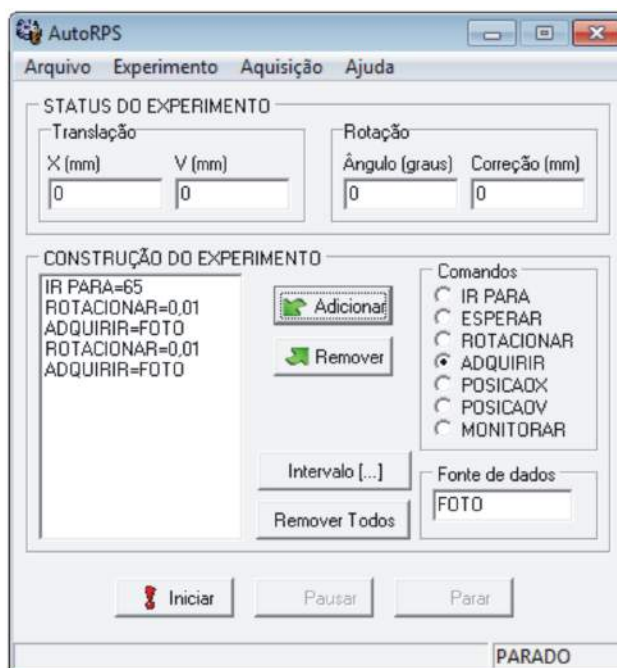 AutoRPS
Arquivo Experimento Aquisição Ajuda
STATUS DO EXPERIMENTO
Translação
X (mm) V (mm)
0 0
Rotação
Ângulo (graus) Correção (mm)
0 0
CONSTRUÇÃO DO EXPERIMENTO
IR PARA=65
ROTACIONAR=0,01
ADQUIRIR=FOTO
ROTACIONAR=0,01
ADQUIRIR=FOTO
Adicionar
Remover
Intervalo [...]
Remover Todos
Comandos
IR PARA
ESPERAR
ROTACIONAR
ADQUIRIR
POSICAOX
POSICAOV
MONITORAR
Fonte de dados
FOTO
Iniciar Pausar Parar
PARADO